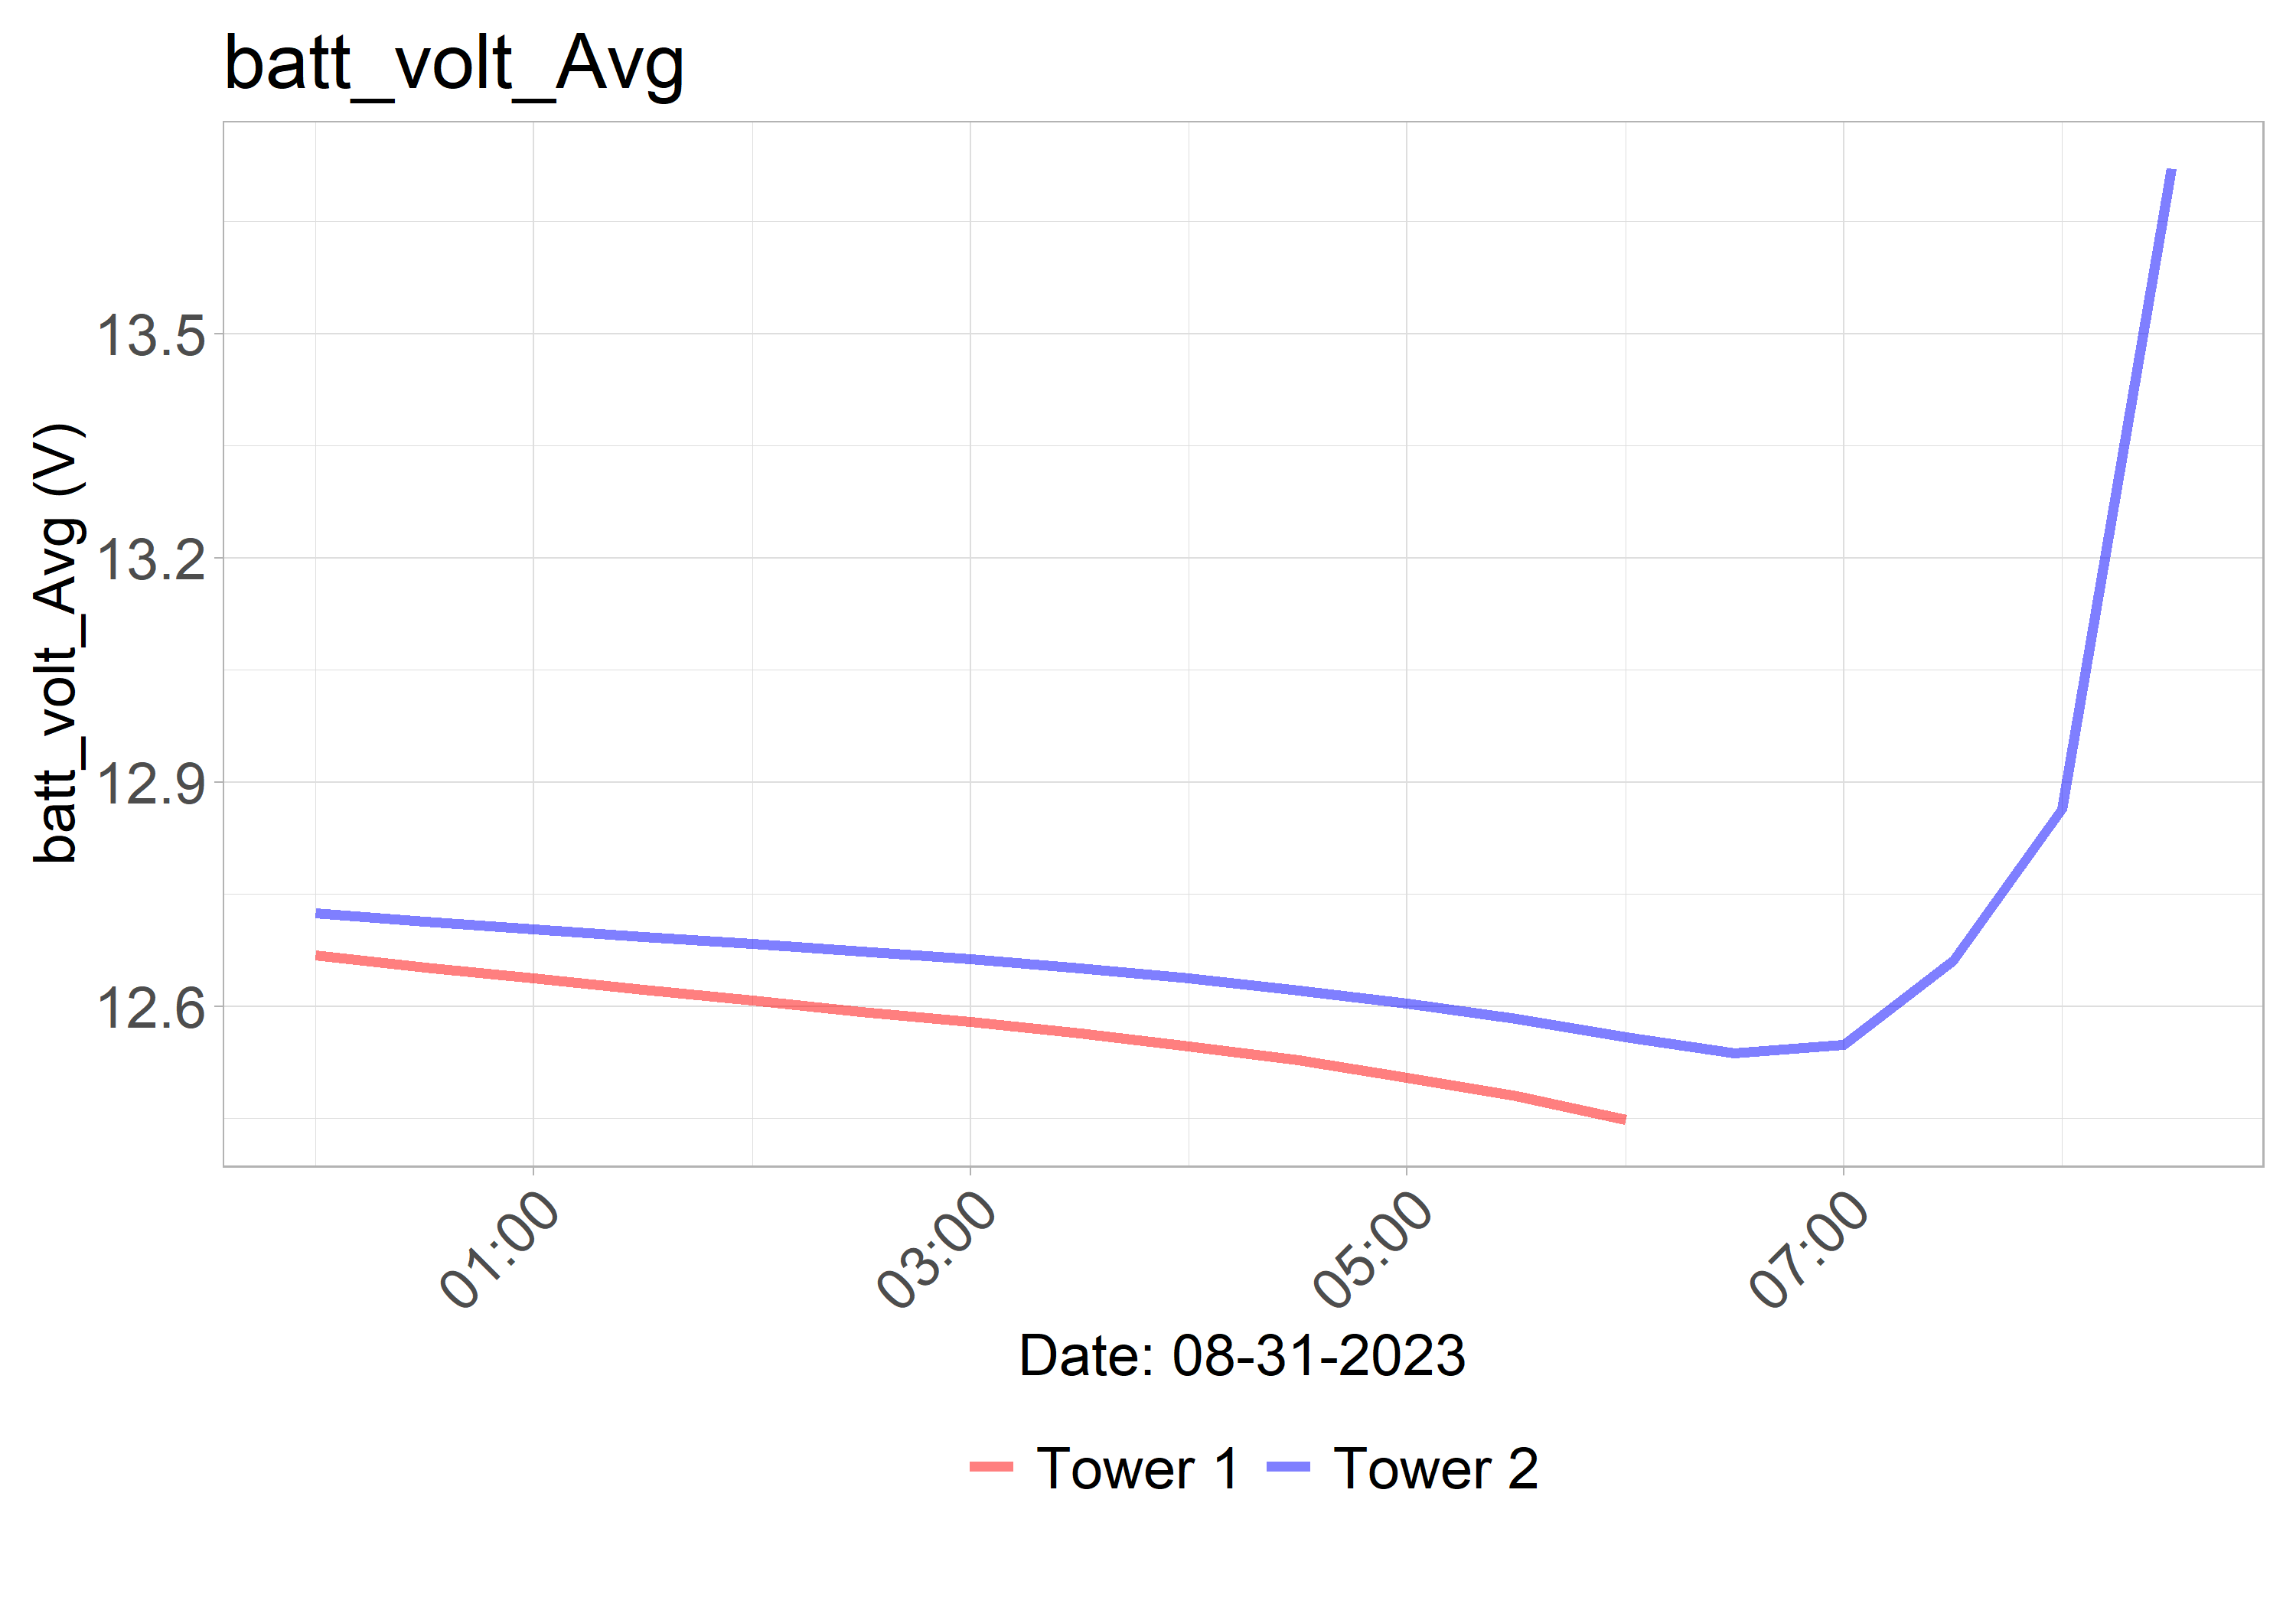 batt_volt_Avg
batt_volt_Avg (V)
13.5
13.2
12.9
12.6
01:00
03:00
05:00
07:00
Date: 08-31-2023
Tower 1
Tower 2